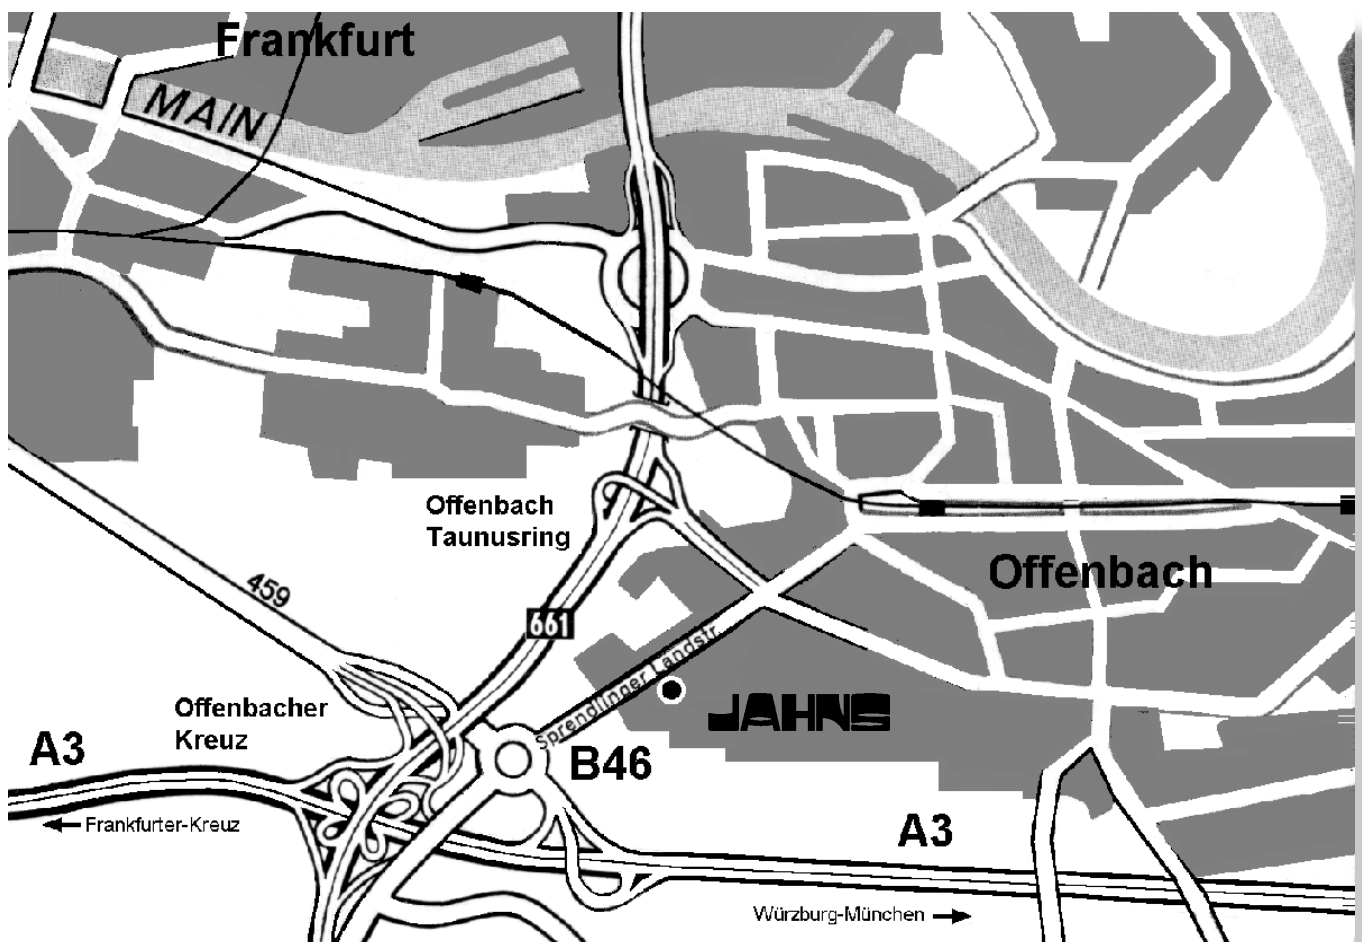 Frankfurt
MAIN
Offenbach
Taunusring
Offenbach
459
661
Sprendlinger Landstr.
Offenbacher
Kreuz
JAHNS
A3
B46
Frankfurter-Kreuz
A3
Würzburg-München